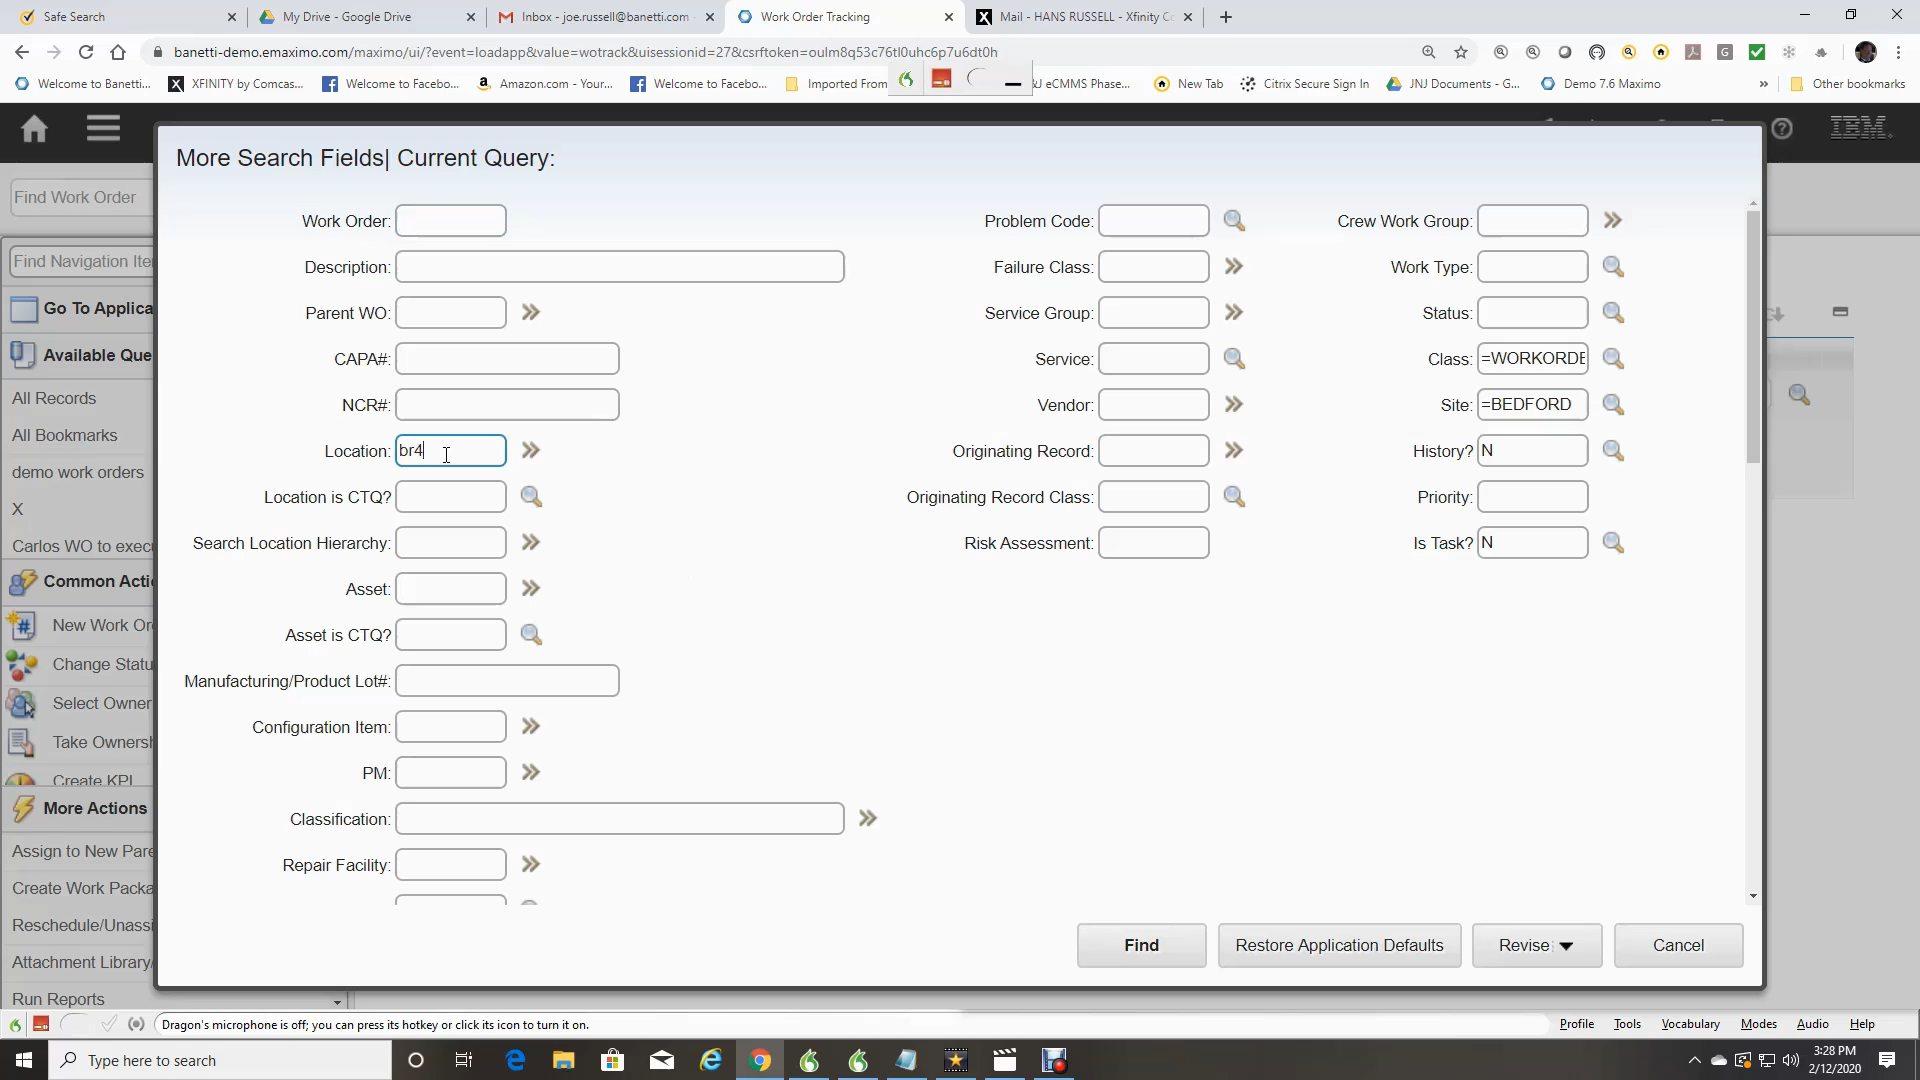 Safe Search
My Drive - Google Drive
Inbox - joe.russell@banetti.com
Work Order Tracking
Mail - HANS RUSSELL - Xfinity Co
banetti-demo.emaximo.com/maximo/ui/?event=loadapp&value=wotrack&uisessionid=27&csrftoken=oulm8q53c76tl0uhc6p7u6dt0h
Welcome to Banetti...
XFINITY by Comcas...
Welcome to Facebo...
Amazon.com - Your...
Welcome to Facebo...
Imported From
&J eCMMS Phase...
New Tab
Citrix Secure Sign In
JNJ Documents - G...
Demo 7.6 Maximo
Other bookmarks
IBM
Find Work Order
Find Navigation Ite
Go To Applica
Available Que
All Records
All Bookmarks
demo work orders
X
Carlos WO to exec
Common Actio
New Work Or
Change Statu
Select Owner
Take Ownersh
Create KPI
More Actions
Assign to New Pare
Create Work Packa
Reschedule/Unassi
Attachment Library/
Run Reports
More Search Fields| Current Query:
Work Order:
Description:
Parent WO:
CAPA#:
NCR#:
Location: br4
Location is CTQ?
Search Location Hierarchy:
Asset:
Asset is CTQ?
Manufacturing/Product Lot#:
Configuration Item:
PM:
Classification:
Repair Facility:
Problem Code:
Failure Class:
Service Group:
Service:
Vendor:
Originating Record:
Originating Record Class:
Risk Assessment:
Crew Work Group:
Work Type:
Status:
Class: =WORKORDE
Site: =BEDFORD
History? N
Priority:
Is Task? N
Find
Restore Application Defaults
Revise
Cancel
Dragon's microphone is off; you can press its hotkey or click its icon to turn it on.
Profile
Tools
Vocabulary
Modes
Audio
Help
Type here to search
3:28 PM
2/12/2020